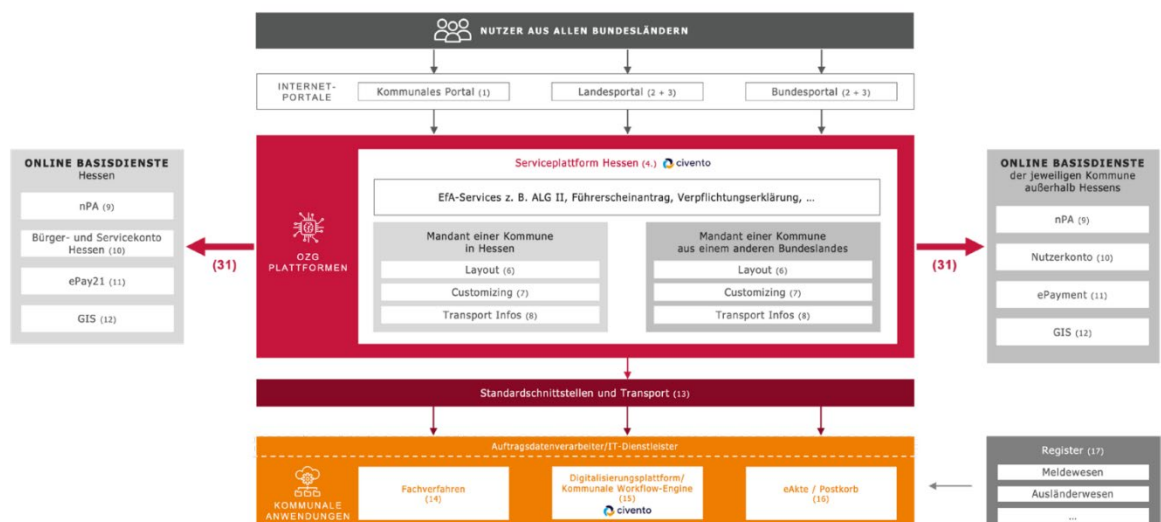 NUTZER AUS ALLEN BUNDESLÄNDERN
INTERNET-
PORTALE
Kommunales Portal (1)
Landesportal (2 + 3)
Bundesportal (2 + 3)
ONLINE BASISDIENSTE
Hessen
nPA (9)
Bürger- und Servicekonto
Hessen (10)
ePay21 (11)
GIS (12)
(31)
OZG
PLATTFORMEN
Serviceplattform Hessen (4.) civento
EfA-Services z. B. ALG II, Führerscheinantrag, Verpflichtungserklärung, ...
Mandant einer Kommune
in Hessen
Layout (6)
Customizing (7)
Transport Infos (8)
Mandant einer Kommune
aus einem anderen Bundeslandes
Layout (6)
Customizing (7)
Transport Infos (8)
(31)
ONLINE BASISDIENSTE
der jeweiligen Kommune
außerhalb Hessens
nPA (9)
Nutzerkonto (10)
ePayment (11)
GIS (12)
Standardschnittstellen und Transport (13)
Auftragsdatenverarbeiter/IT-Dienstleister
KOMMUNALE
ANWENDUNGEN
Fachverfahren
(14)
Digitalisierungsplattform/
Kommunale Workflow-Engine
(15)
civento
eAkte / Postkorb
(16)
Register (17)
Meldewesen
Ausländerwesen
...